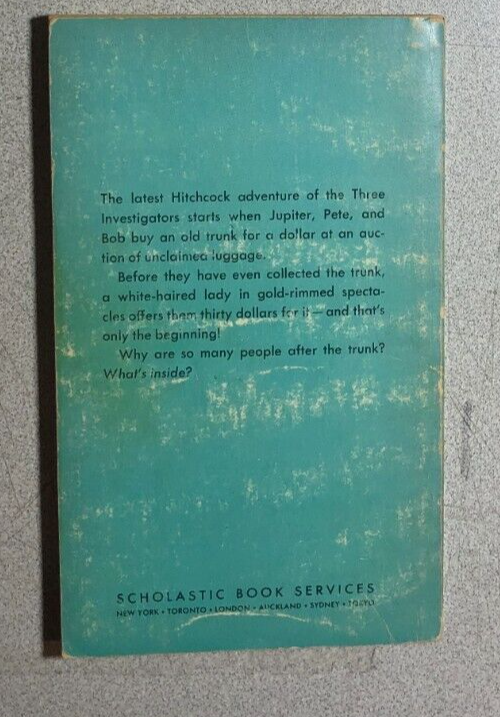 The latest Hitchcock adventure of the Three
Investigators starts when Jupiter, Pete, and
Bob buy an old trunk for a dollar at an auc-
tion of unclaimed luggage.
Before they have even collected the trunk,
a white-haired lady in gold-rimmed specta-
cles offers them thirty dollars for it—and that's
only the beginning!
Why are so many people after the trunk?
What's inside?
SCHOLASTIC BOOK SERVICES
NEW YORK • TORONTO • LONDON • AUCKLAND • SYDNEY • TOKYO